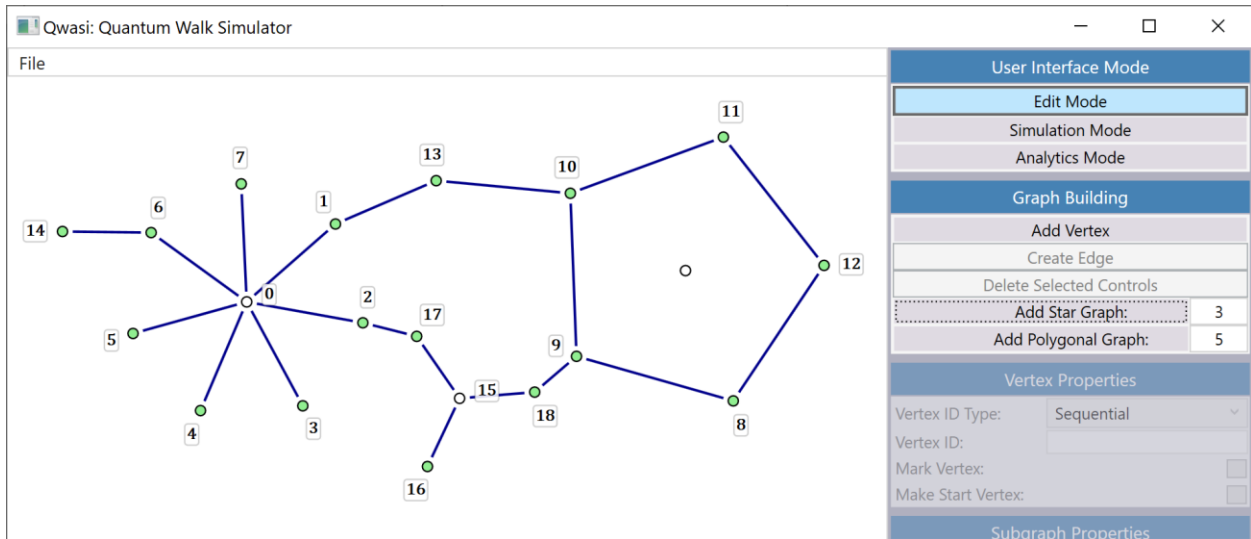 Qwasi: Quantum Walk Simulator
File
User Interface Mode
Edit Mode
Simulation Mode
Analytics Mode
Graph Building
Add Vertex
Create Edge
Delete Selected Controls
Add Star Graph: 3
Add Polygonal Graph: 5
Vertex Properties
Vertex ID Type: Sequential
Vertex ID:
Mark Vertex:
Make Start Vertex:
Subgraph Properties
11
13
7
10
1
6
14
12
0
2
17
5
9
15
18
8
3
4
16